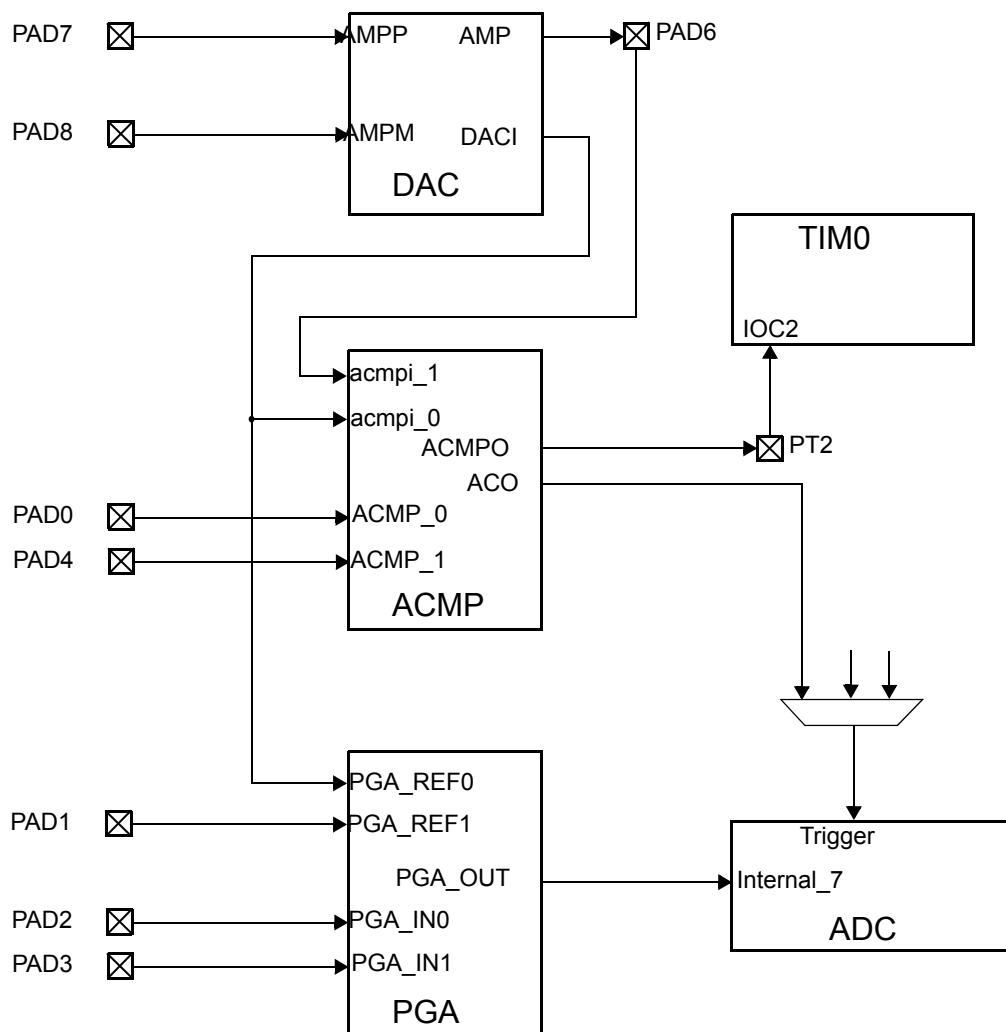 PAD7
AMPP
AMP
PAD6
PAD8
AMPM
DACI
DAC
TIM0
IOC2
acmpi_1
acmpi_0
ACMPO
PT2
ACO
PAD0
ACMP_0
PAD4
ACMP_1
ACMP
PGA_REF0
PAD1
PGA_REF1
Trigger
PGA_OUT
Internal_7
PAD2
PGA_IN0
ADC
PAD3
PGA_IN1
PGA